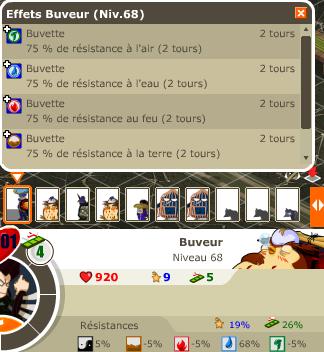 Effets Buveur (Niv.68)
Buvette 2 tours
75 % de résistance à l'air (2 tours)
Buvette 2 tours
75 % de résistance à l'eau (2 tours)
Buvette 2 tours
75 % de résistance au feu (2 tours)
Buvette 2 tours
75 % de résistance à la terre (2 tours)
01
4
Buveur
Niveau 68
920 9 5
Résistances 19% 26%
5% -5% -5% 68% -5%